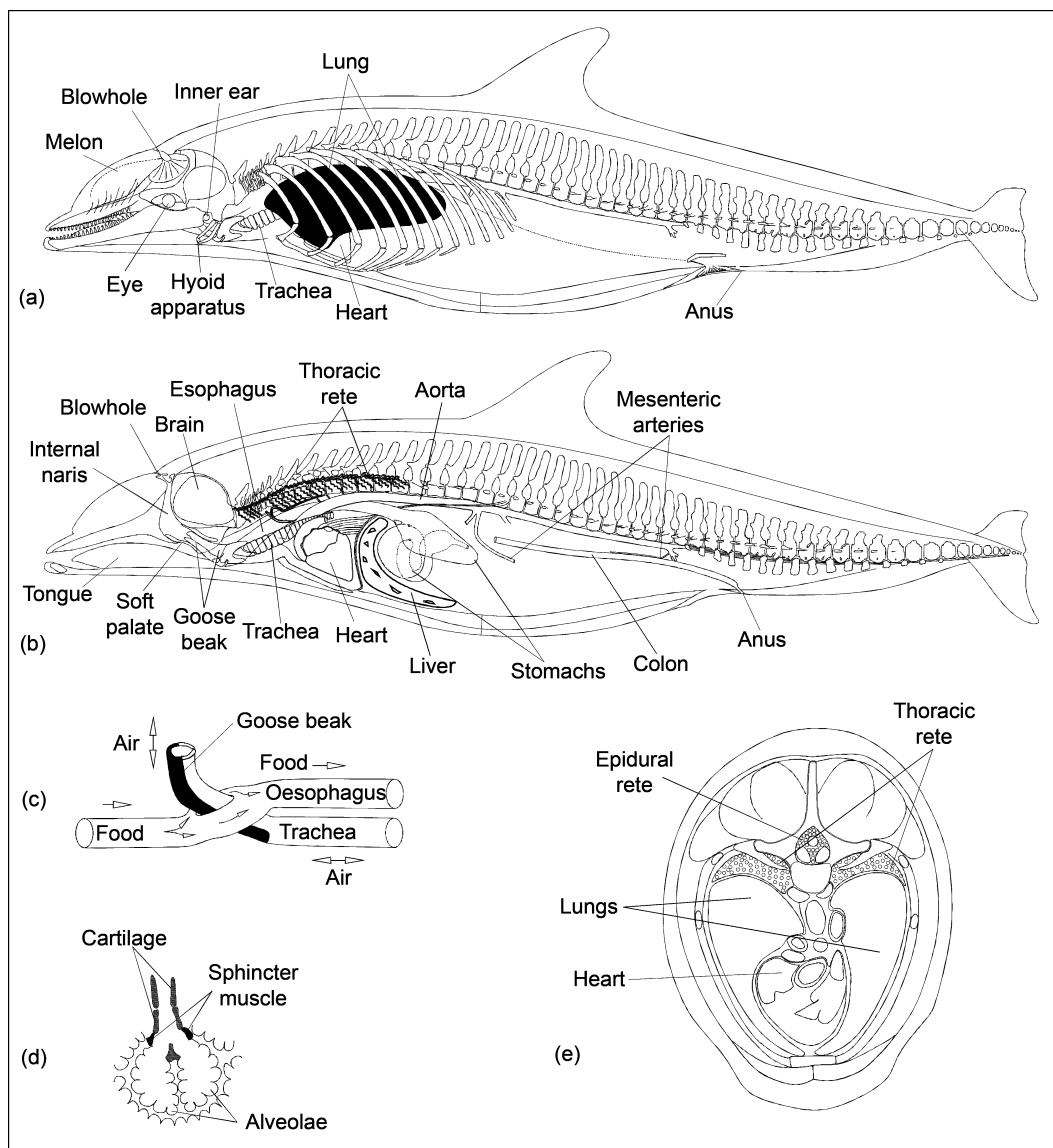 Lung
Blowhole
Inner ear
Melon
Eye
Hyoid
apparatus
Trachea
Heart
Anus
(a)
Esophagus
Thoracic
rete
Aorta
Mesenteric
arteries
Blowhole
Brain
Internal
naris
Tongue
Soft
palate
Goose
beak
Trachea
Heart
Liver
Stomachs
Colon
Anus
(b)
Goose beak
Air
Food
Oesophagus
(c)
Food
Trachea
Air
Cartilage
Sphincter
muscle
(d)
Alveolae
Thoracic
rete
Epidural
rete
Lungs
Heart
(e)